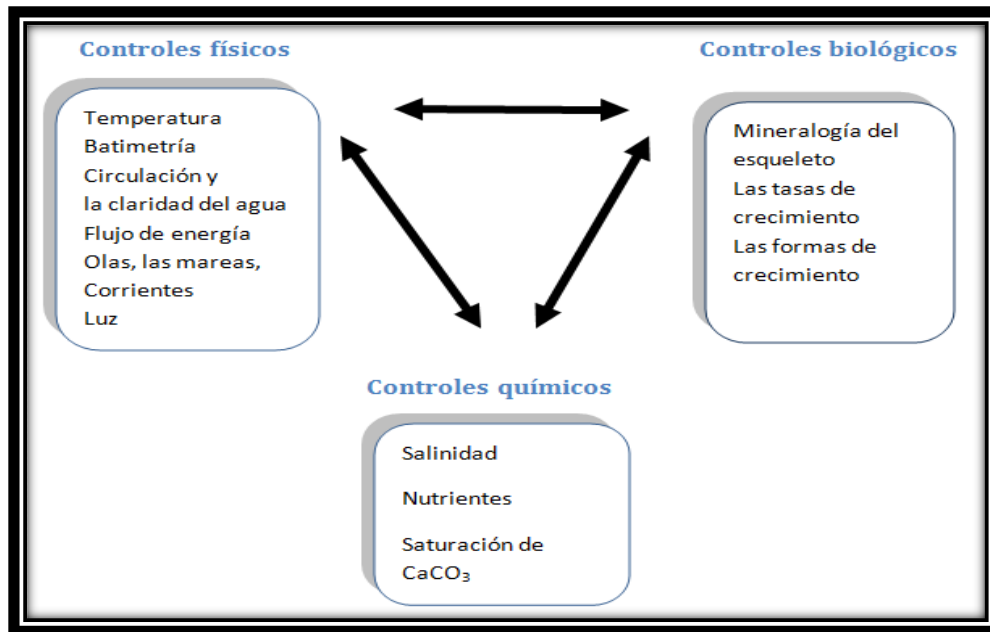 Controles físicos
Temperatura
Batimetría
Circulación y
la claridad del agua
Flujo de energía
Olas, las mareas,
Corrientes
Luz
Controles biológicos
Mineralogía del
esqueleto
Las tasas de
crecimiento
Las formas de
crecimiento
Controles químicos
Salinidad
Nutrientes
Saturación de
CaCO₃